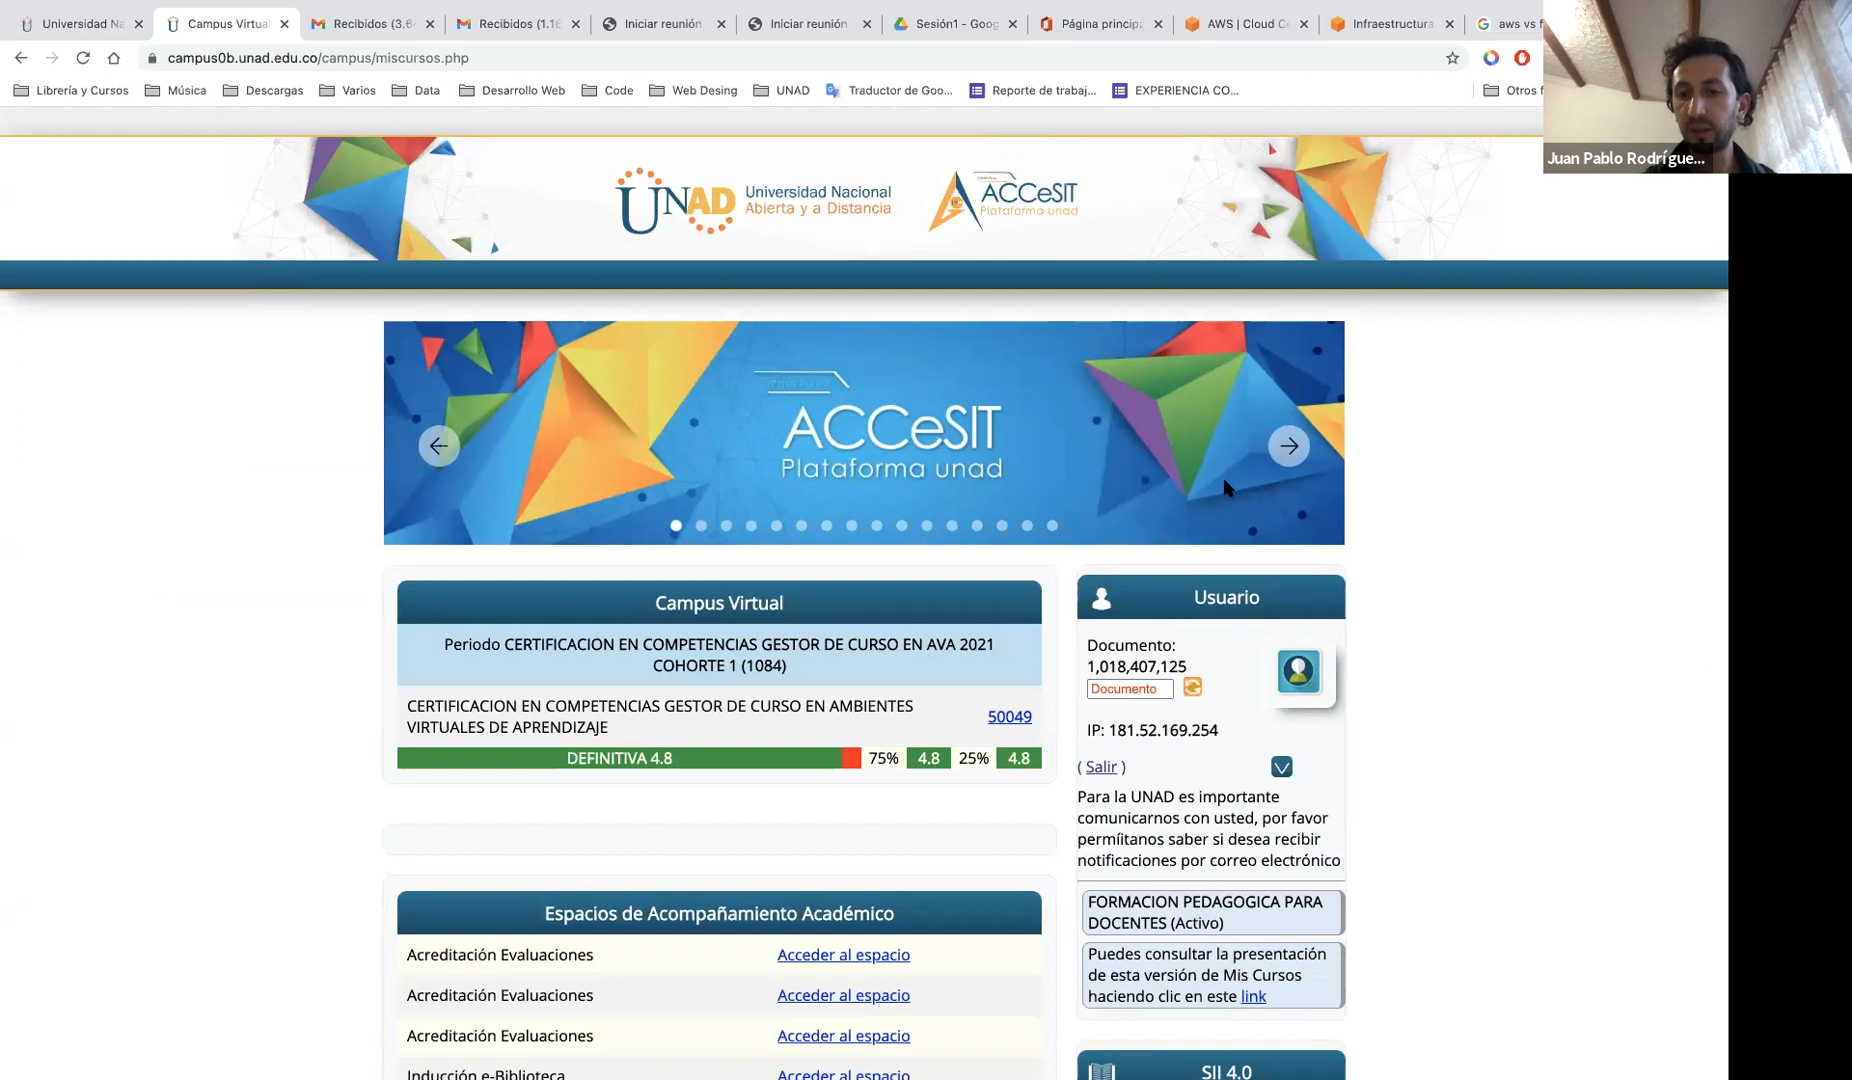 Universidad Na
Campus Virtual
Recibidos (3.6
Recibidos (1.16
Iniciar reunión
Iniciar reunión
Sesión1 - Goog
Página principa
AWS | Cloud Co
Infraestructura
aws vs f
campus0b.unad.edu.co/campus/miscursos.php
Librería y Cursos
Música
Descargas
Varios
Data
Desarrollo Web
Code
Web Desing
UNAD
Traductor de Goo...
Reporte de trabaj...
EXPERIENCIA CO...
Otros f
Juan Pablo Rodrígue...
UNAD
Universidad Nacional
Abierta y a Distancia
ACCeSIT
Plataforma unad
ACCeSIT
Plataforma unad
Campus Virtual
Periodo CERTIFICACION EN COMPETENCIAS GESTOR DE CURSO EN AVA 2021
COHORTE 1 (1084)
CERTIFICACION EN COMPETENCIAS GESTOR DE CURSO EN AMBIENTES
VIRTUALES DE APRENDIZAJE
50049
DEFINITIVA 4.8 75% 4.8 25% 4.8
Espacios de Acompañamiento Académico
Acreditación Evaluaciones Acceder al espacio
Acreditación Evaluaciones Acceder al espacio
Acreditación Evaluaciones Acceder al espacio
Inducción e-Biblioteca Acceder al espacio
Usuario
Documento:
1,018,407,125
Documento
IP: 181.52.169.254
( Salir )
Para la UNAD es importante
comunicarnos con usted, por favor
permíitanos saber si desea recibir
notificaciones por correo electrónico
FORMACION PEDAGOGICA PARA
DOCENTES (Activo)
Puedes consultar la presentación
de esta versión de Mis Cursos
haciendo clic en este link
SII 4.0